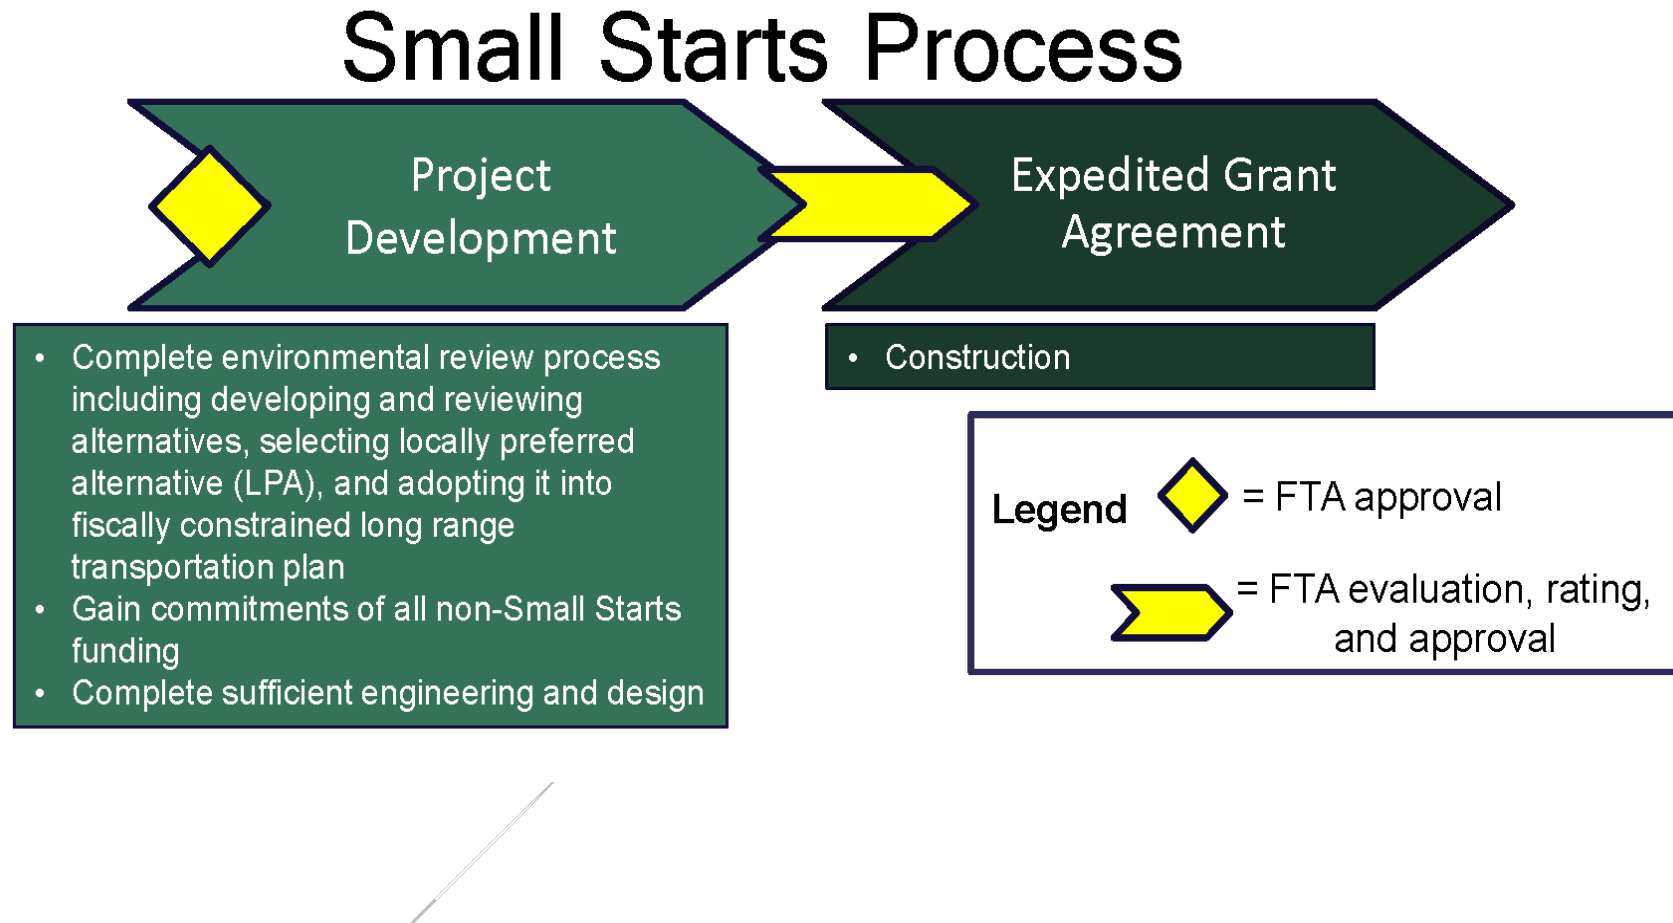 Small Starts Process
Project
Development
Expedited Grant
Agreement
• Complete environmental review process
including developing and reviewing
alternatives, selecting locally preferred
alternative (LPA), and adopting it into
fiscally constrained long range
transportation plan
• Gain commitments of all non-Small Starts
funding
• Complete sufficient engineering and design
• Construction
Legend
= FTA approval
= FTA evaluation, rating,
and approval